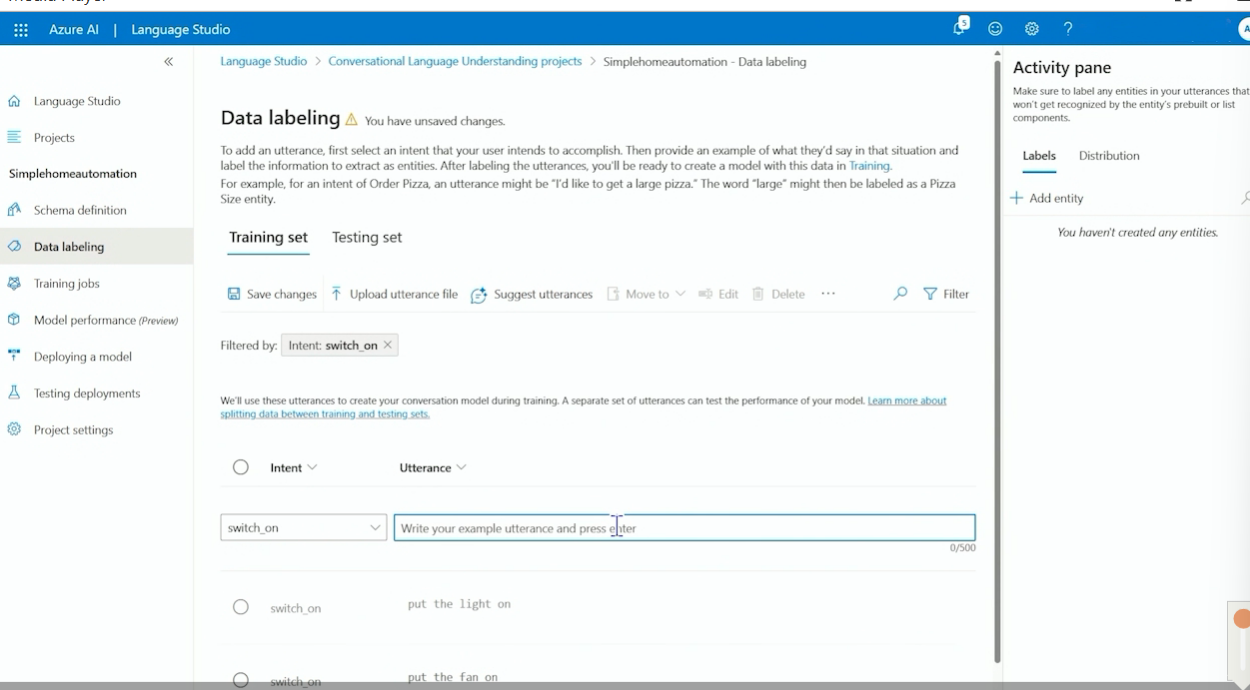 Media Player
Azure AI | Language Studio
5
A
Language Studio > Conversational Language Understanding projects > Simplehomeautomation - Data labeling
Language Studio
Projects
Simplehomeautomation
Schema definition
Data labeling
Training jobs
Model performance (Preview)
Deploying a model
Testing deployments
Project settings
Data labeling You have unsaved changes.
To add an utterance, first select an intent that your user intends to accomplish. Then provide an example of what they'd say in that situation and
label the information to extract as entities. After labeling the utterances, you'll be ready to create a model with this data in Training.
For example, for an intent of Order Pizza, an utterance might be "I'd like to get a large pizza." The word "large" might then be labeled as a Pizza
Size entity.
Training set Testing set
Save changes Upload utterance file Suggest utterances Move to Edit Delete ... Filter
Filtered by: Intent: switch_on ×
We'll use these utterances to create your conversation model during training. A separate set of utterances can test the performance of your model. Learn more about
splitting data between training and testing sets.
Intent Utterance
switch_on Write your example utterance and press enter
0/500
switch_on put the light on
switch_on put the fan on
Activity pane
Make sure to label any entities in your utterances that
won't get recognized by the entity's prebuilt or list
components.
Labels Distribution
+ Add entity
You haven't created any entities.